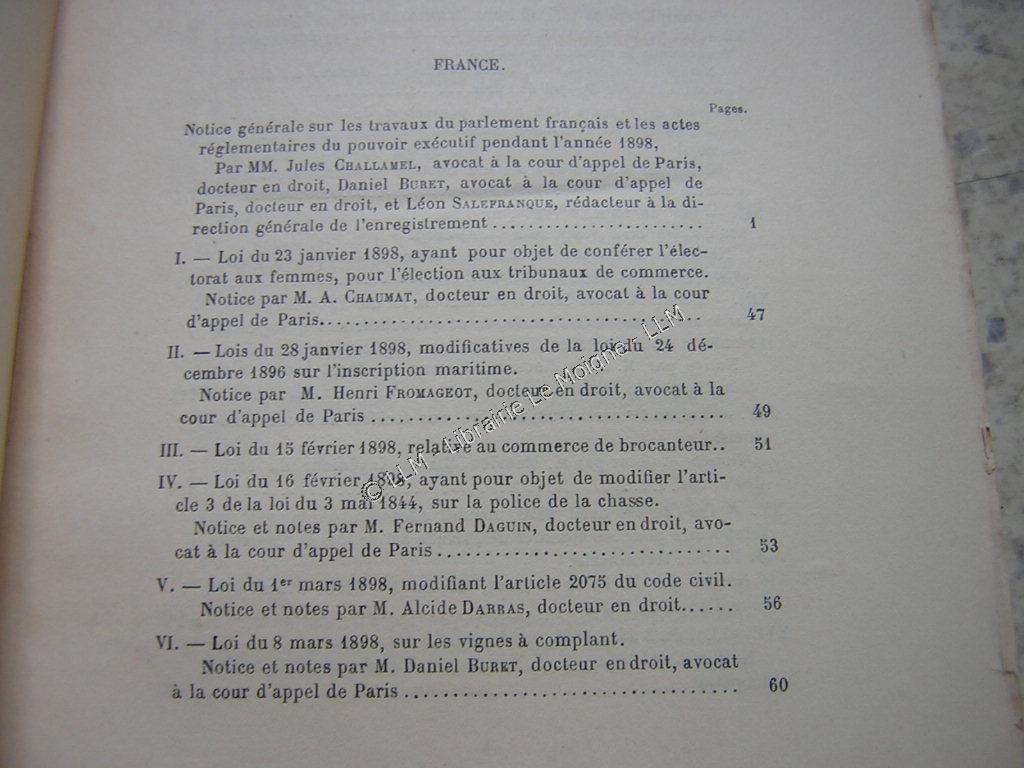 FRANCE.
Pages.
Notice générale sur les travaux du parlement français et les actes
réglementaires du pouvoir exécutif pendant l'année 1898,
Par MM. Jules CHALLAMEL, avocat à la cour d'appel de Paris,
docteur en droit, Daniel BURET, avocat à la cour d'appel de
Paris, docteur en droit, et Léon SALEFRANQUE, rédacteur à la di-
rection générale de l'enregistrement ........................ 1
I. — Loi du 23 janvier 1898, ayant pour objet de conférer l'élec-
torat aux femmes, pour l'élection aux tribunaux de commerce.
Notice par M. A. CHAUMAT, docteur en droit, avocat à la cour
d'appel de Paris........................................... 47
II. — Lois du 28 janvier 1898, modificatives de la loi du 24 dé-
cembre 1896 sur l'inscription maritime.
Notice par M. Henri FROMAGEOT, docteur en droit, avocat à la
cour d'appel de Paris ...................................... 49
III. — Loi du 15 février 1898, relative au commerce de brocanteur.. 51
IV. — Loi du 16 février 1898, ayant pour objet de modifier l'arti-
cle 3 de la loi du 3 mai 1844, sur la police de la chasse.
Notice et notes par M. Fernand DAGUIN, docteur en droit, avo-
cat à la cour d'appel de Paris .............................. 53
V. — Loi du 1er mars 1898, modifiant l'article 2075 du code civil.
Notice et notes par M. Alcide DARRAS, docteur en droit...... 56
VI. — Loi du 8 mars 1898, sur les vignes à complant.
Notice et notes par M. Daniel BURET, docteur en droit, avocat
à la cour d'appel de Paris .................................. 60
© LLM - Librairie Le Moigne - LLM